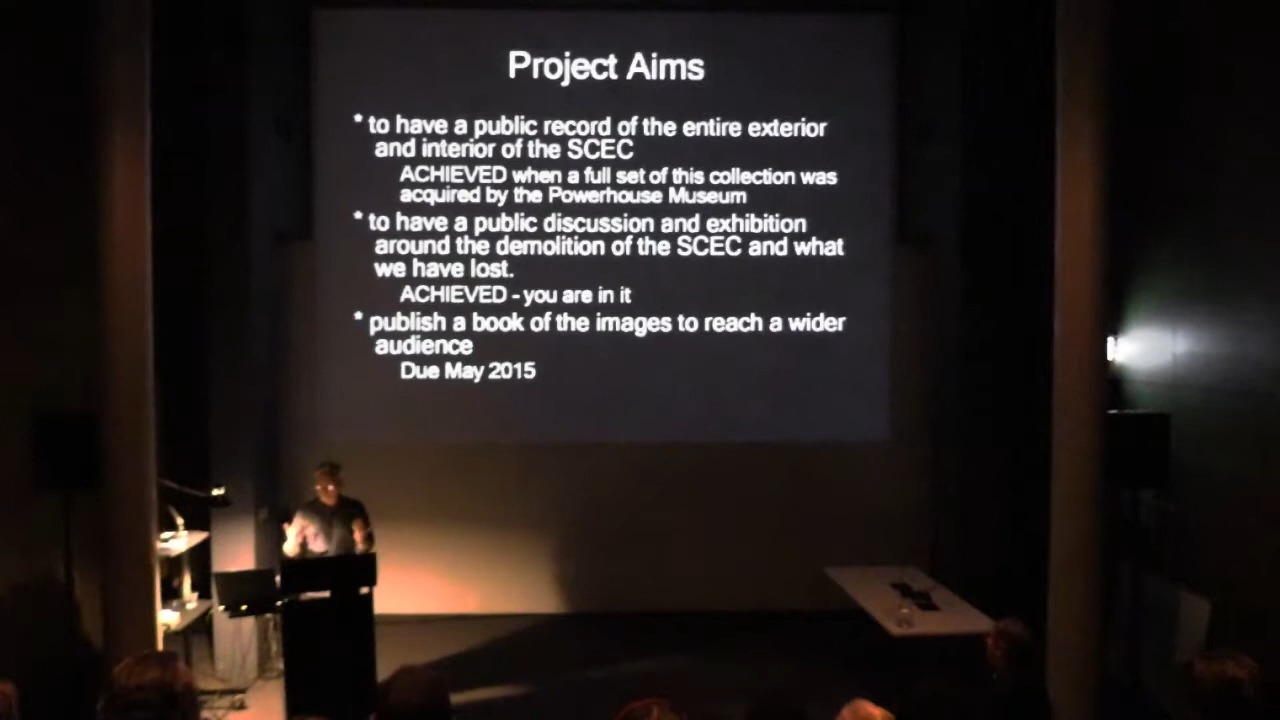 Project Aims
* to have a public record of the entire exterior
and interior of the SCEC
ACHIEVED when a full set of this collection was
acquired by the Powerhouse Museum
* to have a public discussion and exhibition
around the demolition of the SCEC and what
we have lost.
ACHIEVED - you are in it
* publish a book of the images to reach a wider
audience
Due May 2015